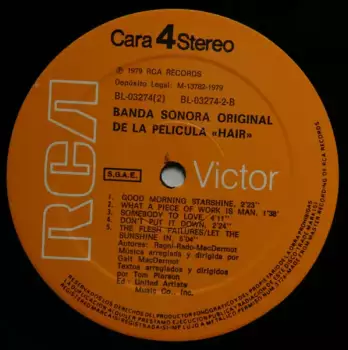 Cara 4 Stereo
℗ 1979 RCA RECORDS
Depósito Legal: M-13762-1979
BL-03274(2) BL-03274-2-B
BANDA SONORA ORIGINAL
DE LA PELICULA «HAIR»
RCA
S.G.A.E.
Victor
1 GOOD MORNING STARSHINE. 2'23"
2 WHAT A PIECE OF WORK IS MAN. 1'38"
3 SOMEBODY TO LOVE. 4'11"
4 DON'T PUT IT DOWN. 2'24"
5 THE FLESH FAILURES/LET THE
SUNSHINE IN. 5'04"
Autores: Ragni-Rado-MacDermot
Música arreglada y dirigida por
Galt MacDermot
Textos arreglados y dirigidos por
Tom Pierson
Ed: United Artists
Music Co., Inc.